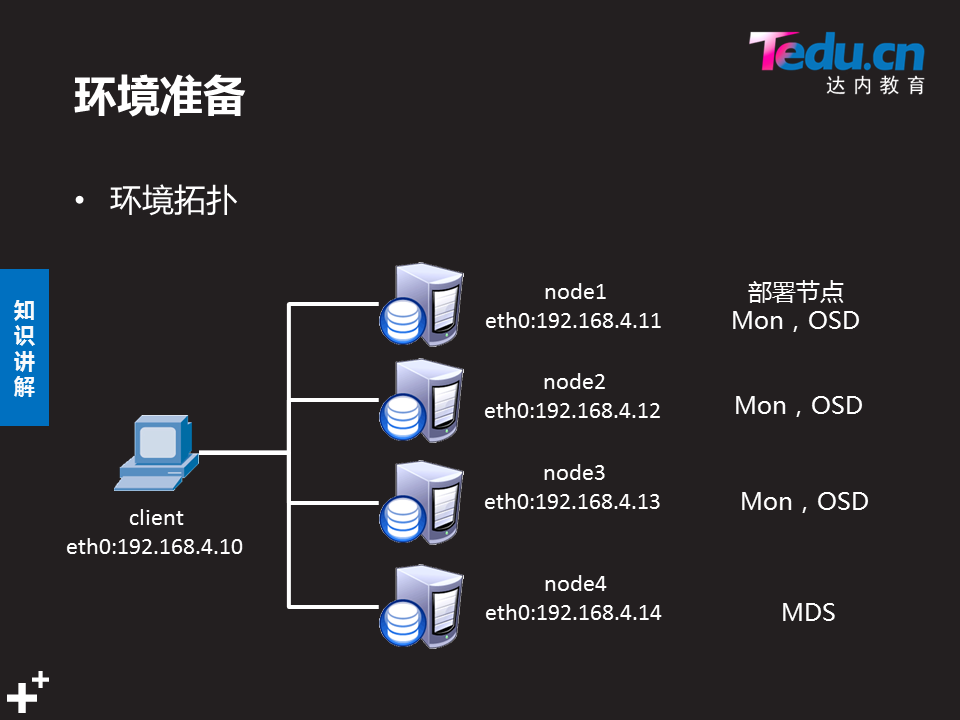 Tedu.cn
达内教育
环境准备
• 环境拓扑
知识讲解
node1
eth0:192.168.4.11
部署节点
Mon，OSD
node2
eth0:192.168.4.12
Mon，OSD
node3
eth0:192.168.4.13
Mon，OSD
client
eth0:192.168.4.10
node4
eth0:192.168.4.14
MDS